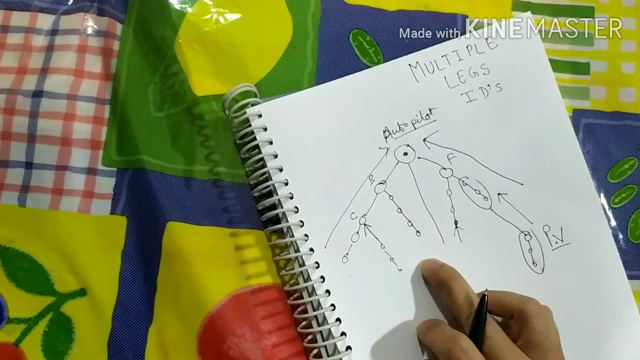 Made with KINEMASTER
MULTIPLE
LEGS
ID'S
Autopilot
B
F
C
P.V